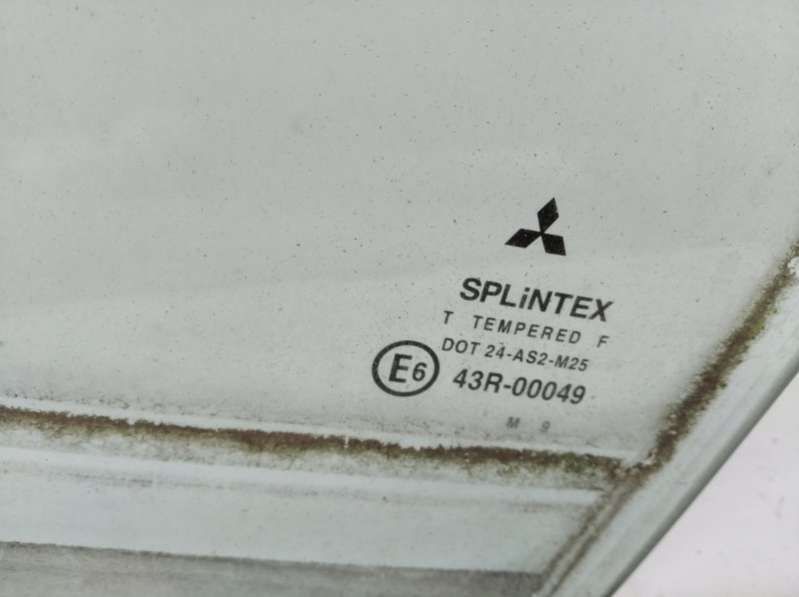 SPLiNTEX
T TEMPERED F
DOT 24-AS2-M25
E6 43R-00049
M 9